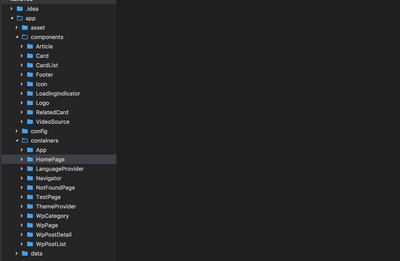 .idea
app
asset
components
Article
Card
CardList
Footer
Icon
LoadingIndicator
Logo
RelatedCard
VideoSource
config
containers
App
HomePage
LanguageProvider
Navigator
NotFoundPage
TestPage
ThemeProvider
WpCategory
WpPage
WpPostDetail
WpPostList
data